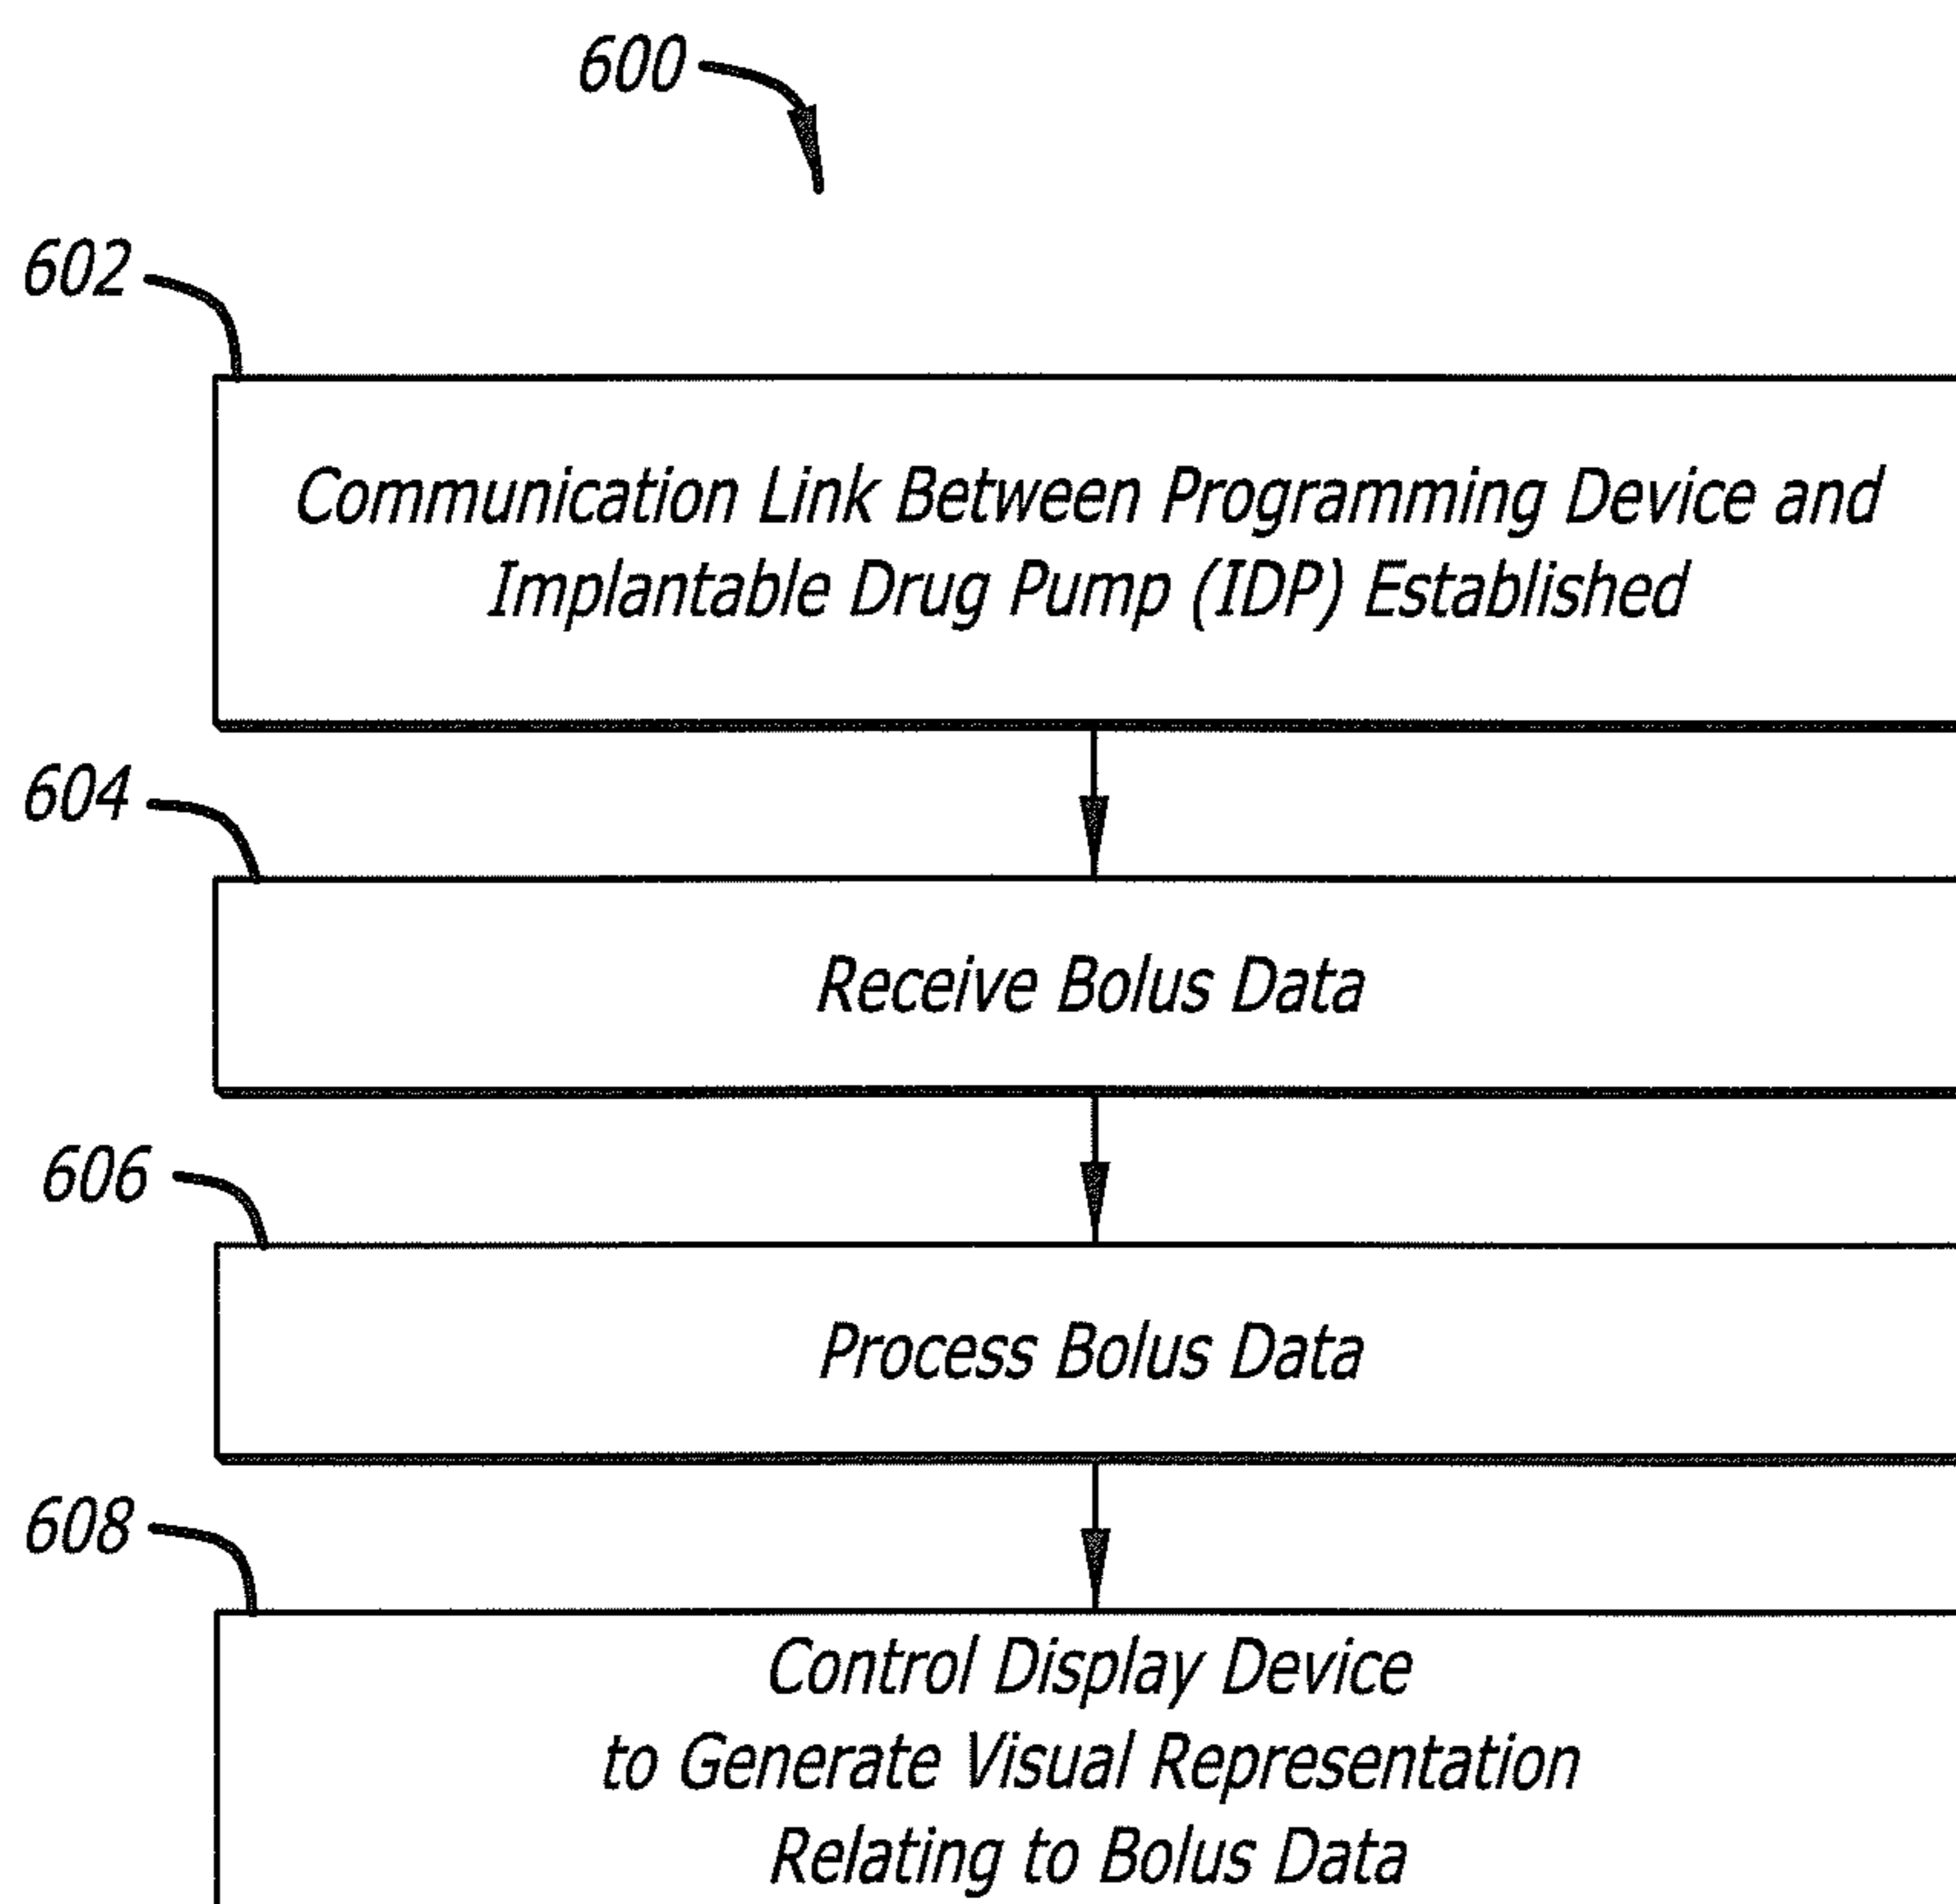 600
602
Communication Link Between Programming Device and
Implantable Drug Pump (IDP) Established
604
Receive Bolus Data
606
Process Bolus Data
608
Control Display Device
to Generate Visual Representation
Relating to Bolus Data